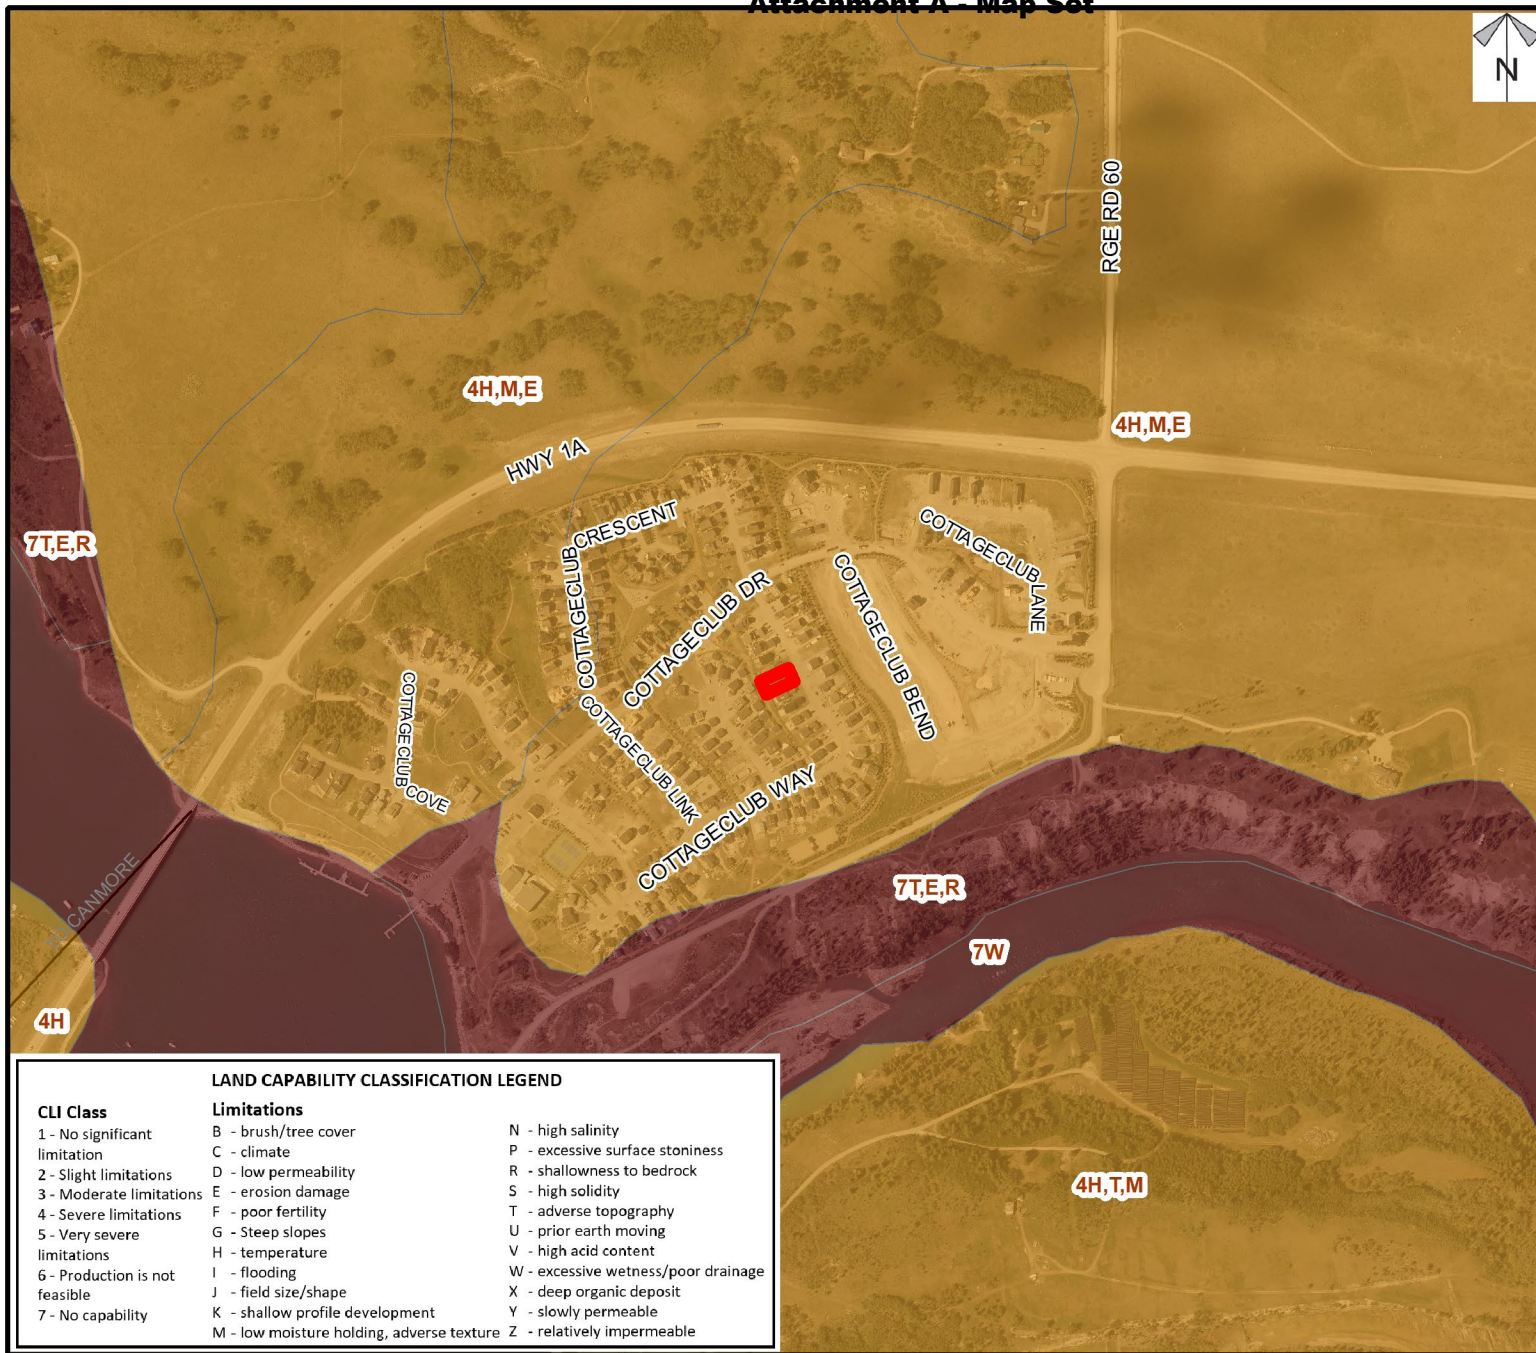 Attachment A - Map Set
N
RGE RD 60
4H,M,E
4H,M,E
HWY 1A
7T,E,R
COTTAGECLUB CRESCENT
COTTAGECLUB LANE
COTTAGECLUB DR
COTTAGECLUB BEND
COTTAGECLUB COVE
COTTAGECLUB LINK
COTTAGECLUB WAY
7T,E,R
7W
TO CANMORE
4H
4H,T,M
LAND CAPABILITY CLASSIFICATION LEGEND
CLI Class
1 - No significant
limitation
2 - Slight limitations
3 - Moderate limitations
4 - Severe limitations
5 - Very severe
limitations
6 - Production is not
feasible
7 - No capability
Limitations
B - brush/tree cover
C - climate
D - low permeability
E - erosion damage
F - poor fertility
G - Steep slopes
H - temperature
I - flooding
J - field size/shape
K - shallow profile development
M - low moisture holding, adverse texture
N - high salinity
P - excessive surface stoniness
R - shallowness to bedrock
S - high solidity
T - adverse topography
U - prior earth moving
V - high acid content
W - excessive wetness/poor drainage
X - deep organic deposit
Y - slowly permeable
Z - relatively impermeable